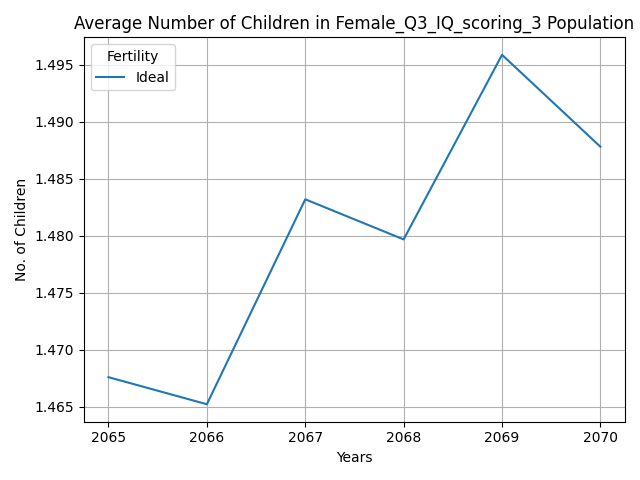 Average Number of Children in Female_Q3_IQ_scoring_3 Population
Fertility
Ideal
1.495
1.490
1.485
1.480
1.475
1.470
1.465
No. of Children
2065 2066 2067 2068 2069 2070
Years